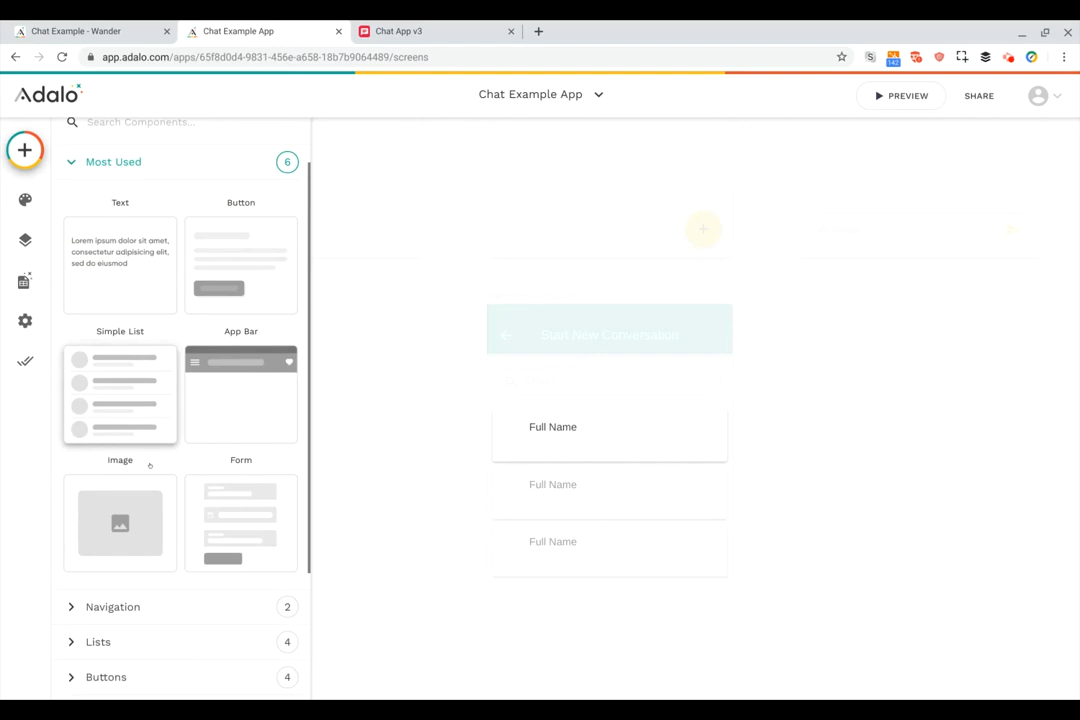 Chat Example - Wander
Chat Example App
Chat App v3
app.adalo.com/apps/65f8d0d4-9831-456e-a658-18b7b9064489/screens
142
Adalo
Chat Example App
PREVIEW
SHARE
Search Components...
Most Used
6
Text
Button
Lorem ipsum dolor sit amet,
consectetur adipisicing elit,
sed do eiusmod
Simple List
App Bar
Image
Form
Navigation
2
Lists
4
Buttons
4
Start New Conversation
Full Name
Full Name
Full Name